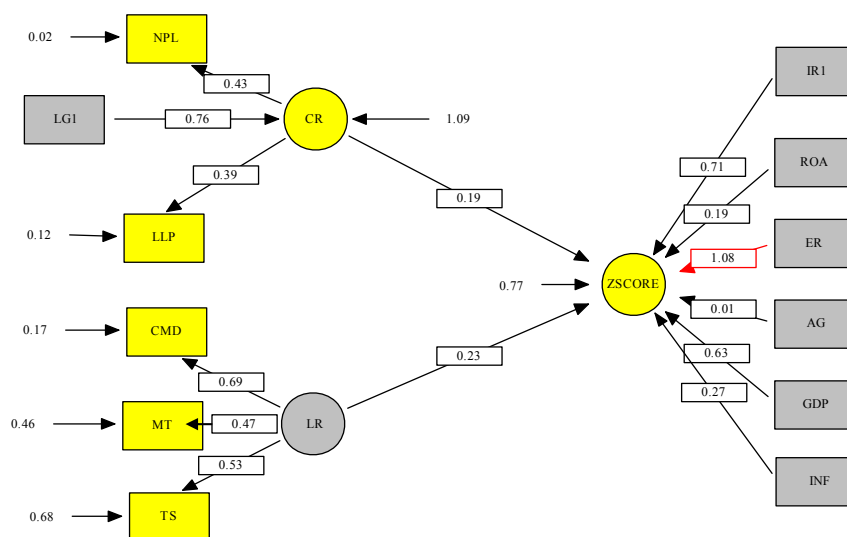 0.02
NPL
0.43
LG1
0.76
CR
1.09
0.39
0.12
LLP
0.19
0.17
CMD
0.69
0.46
MT
0.47
LR
0.53
0.68
TS
0.23
0.77
ZSCORE
IR1
0.71
ROA
0.19
ER
1.08
AG
0.01
0.63
GDP
0.27
INF